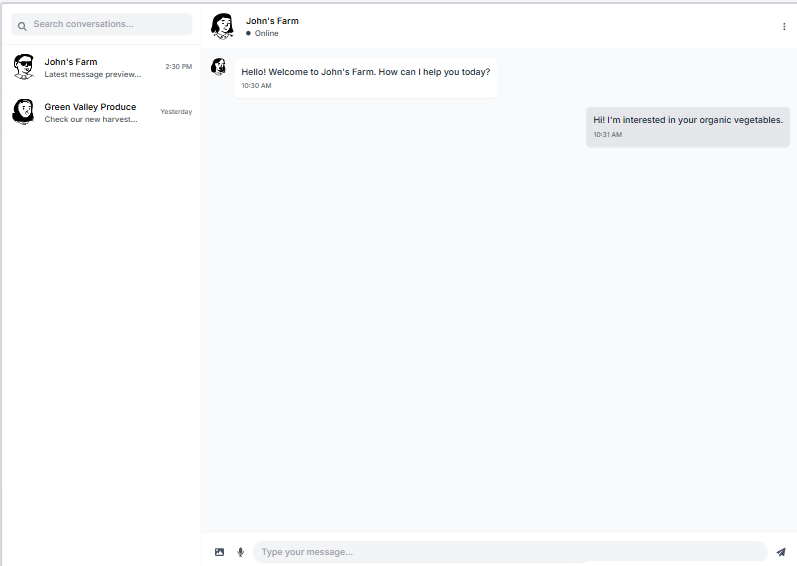 Search conversations...
John's Farm
Latest message preview...
2:30 PM
Green Valley Produce
Check our new harvest...
Yesterday
John's Farm
Online
Hello! Welcome to John's Farm. How can I help you today?
10:30 AM
Hi! I'm interested in your organic vegetables.
10:31 AM
Type your message...